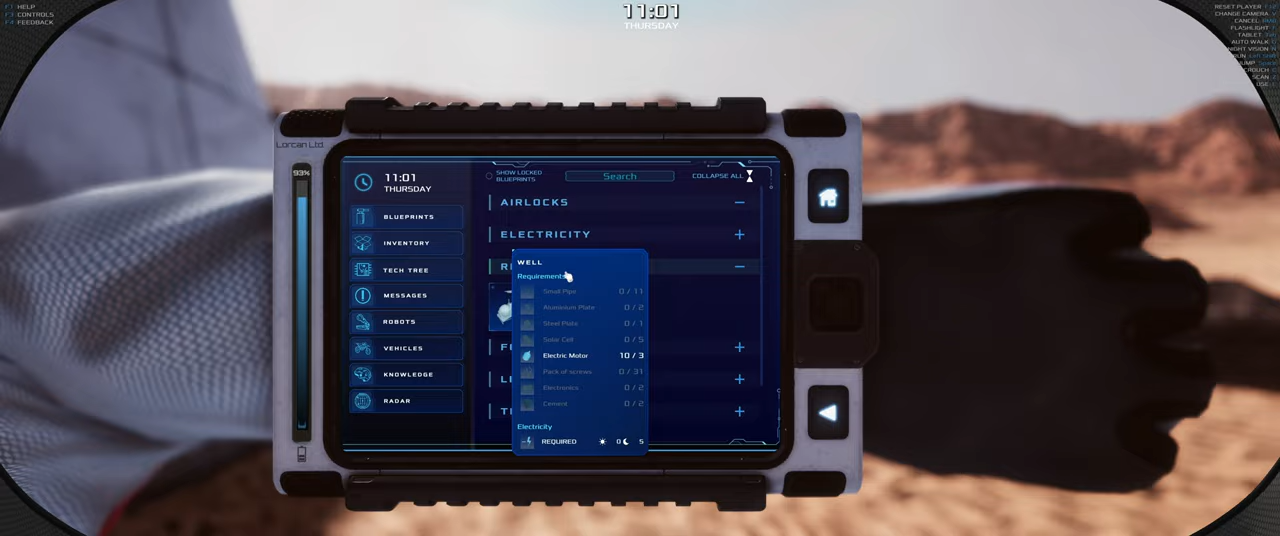 F1 HELP
F3 CONTROLS
F4 FEEDBACK
11:01
THURSDAY
RESET PLAYER
CHANGE CAMERA: V
CANCEL:
FLASHLIGHT:
TABLET:
AUTO WALK:
NIGHT VISION:
RUN: Left Shift
JUMP: Space
CROUCH: C
SCAN:
USE:
Lorcan Ltd.
93%
11:01
THURSDAY
BLUEPRINTS
INVENTORY
TECH TREE
MESSAGES
ROBOTS
VEHICLES
KNOWLEDGE
RADAR
SHOW LOCKED
BLUEPRINTS
Search
COLLAPSE ALL
AIRLOCKS
ELECTRICITY
WELL
Requirements
Small Pipe 0 / 11
Aluminium Plate 0 / 2
Steel Plate 0 / 1
Solar Cell 0 / 5
Electric Motor 10 / 3
Pack of screws 0 / 31
Electronics 0 / 2
Cement 0 / 2
Electricity
REQUIRED 0 5